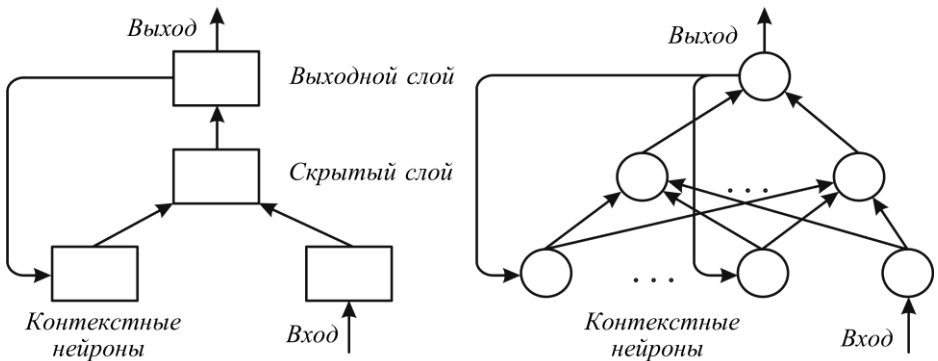 Выход
Выходной слой
Скрытый слой
Контекстные
нейроны
Вход
Выход
. . .
. . .
Контекстные
нейроны
Вход